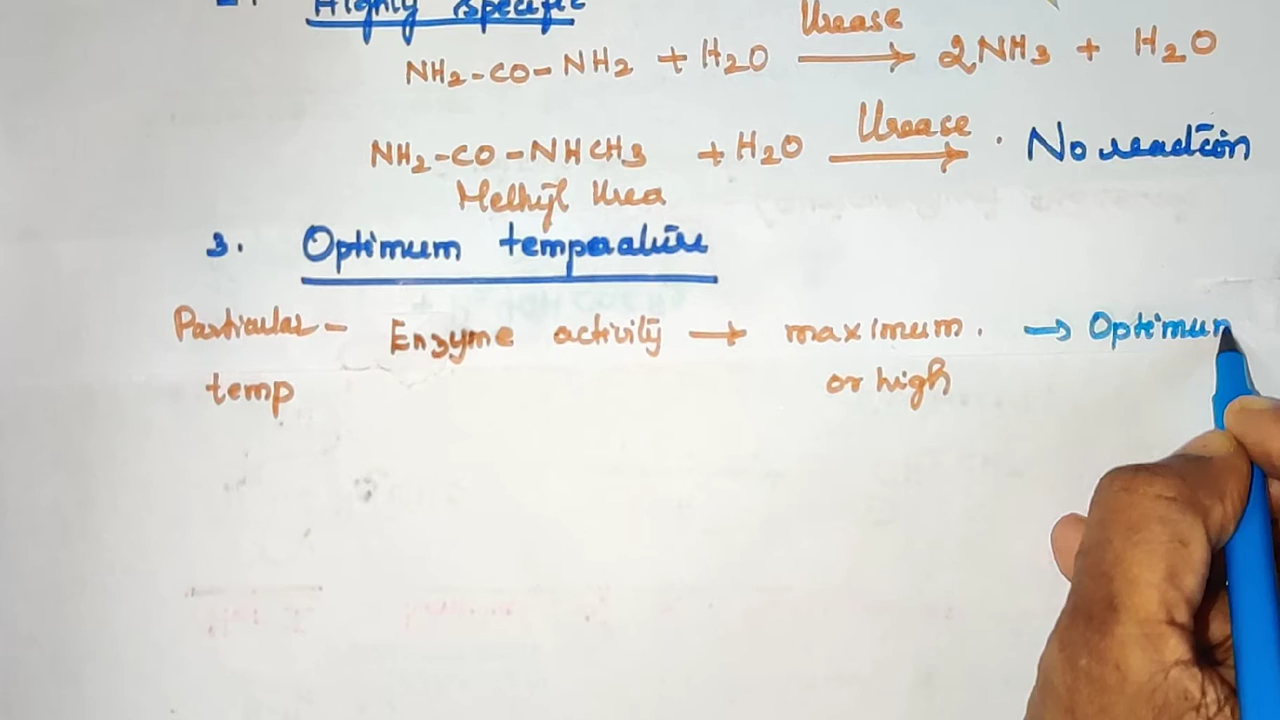 2. Highly specific
Urease
NH2-CO-NH2 + H2O → 2NH3 + H2O
Urease
NH2-CO-NHCH3 + H2O → No reaction
Methyl Urea
3. Optimum temperature
Particular - Enzyme activity → maximum. → Optimum
temp or high